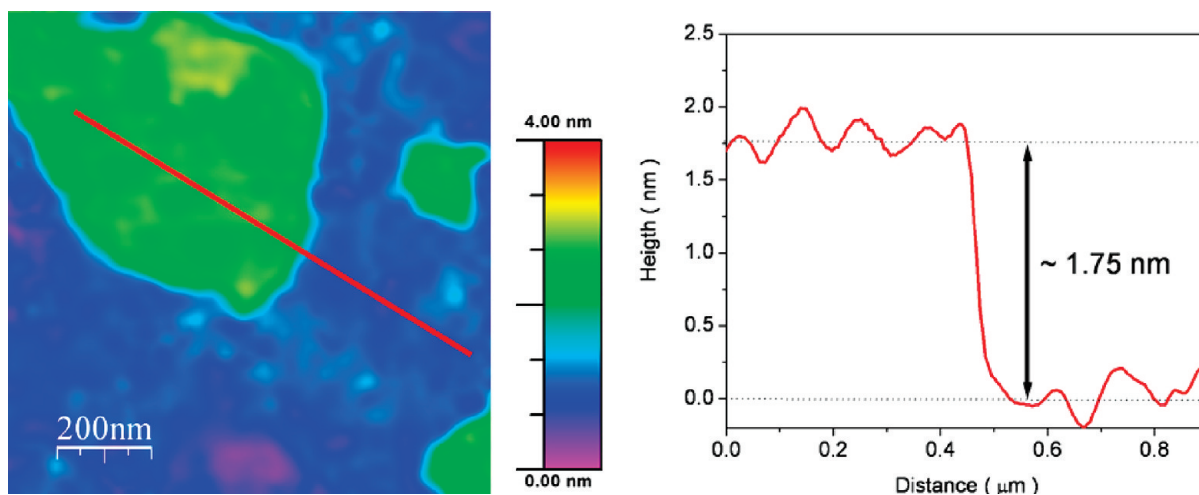 200nm
4.00 nm
0.00 nm
Heigth ( nm )
2.5
2.0
1.5
1.0
0.5
0.0
~ 1.75 nm
0.0 0.2 0.4 0.6 0.8
Distance ( μm )